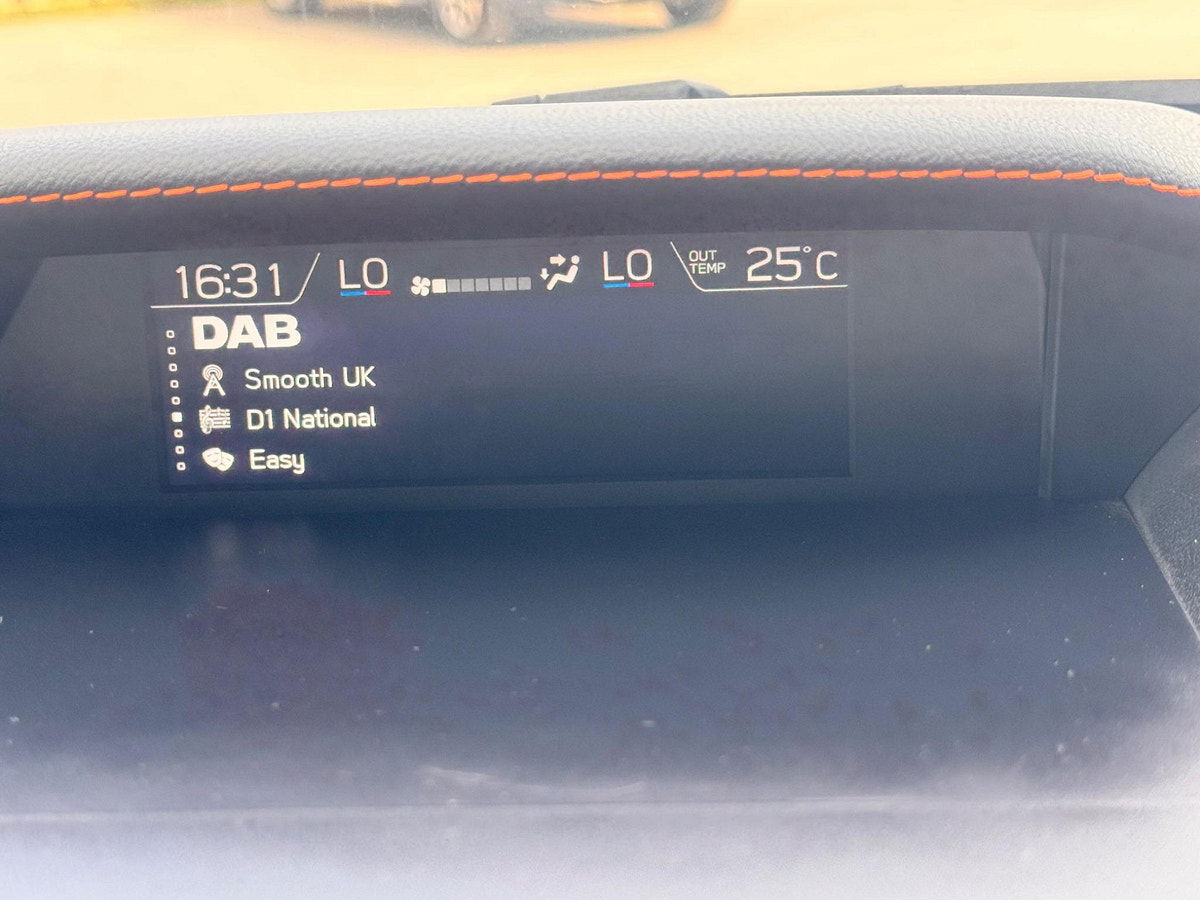 16:31 LO LO OUT TEMP 25°C
DAB
Smooth UK
D1 National
Easy